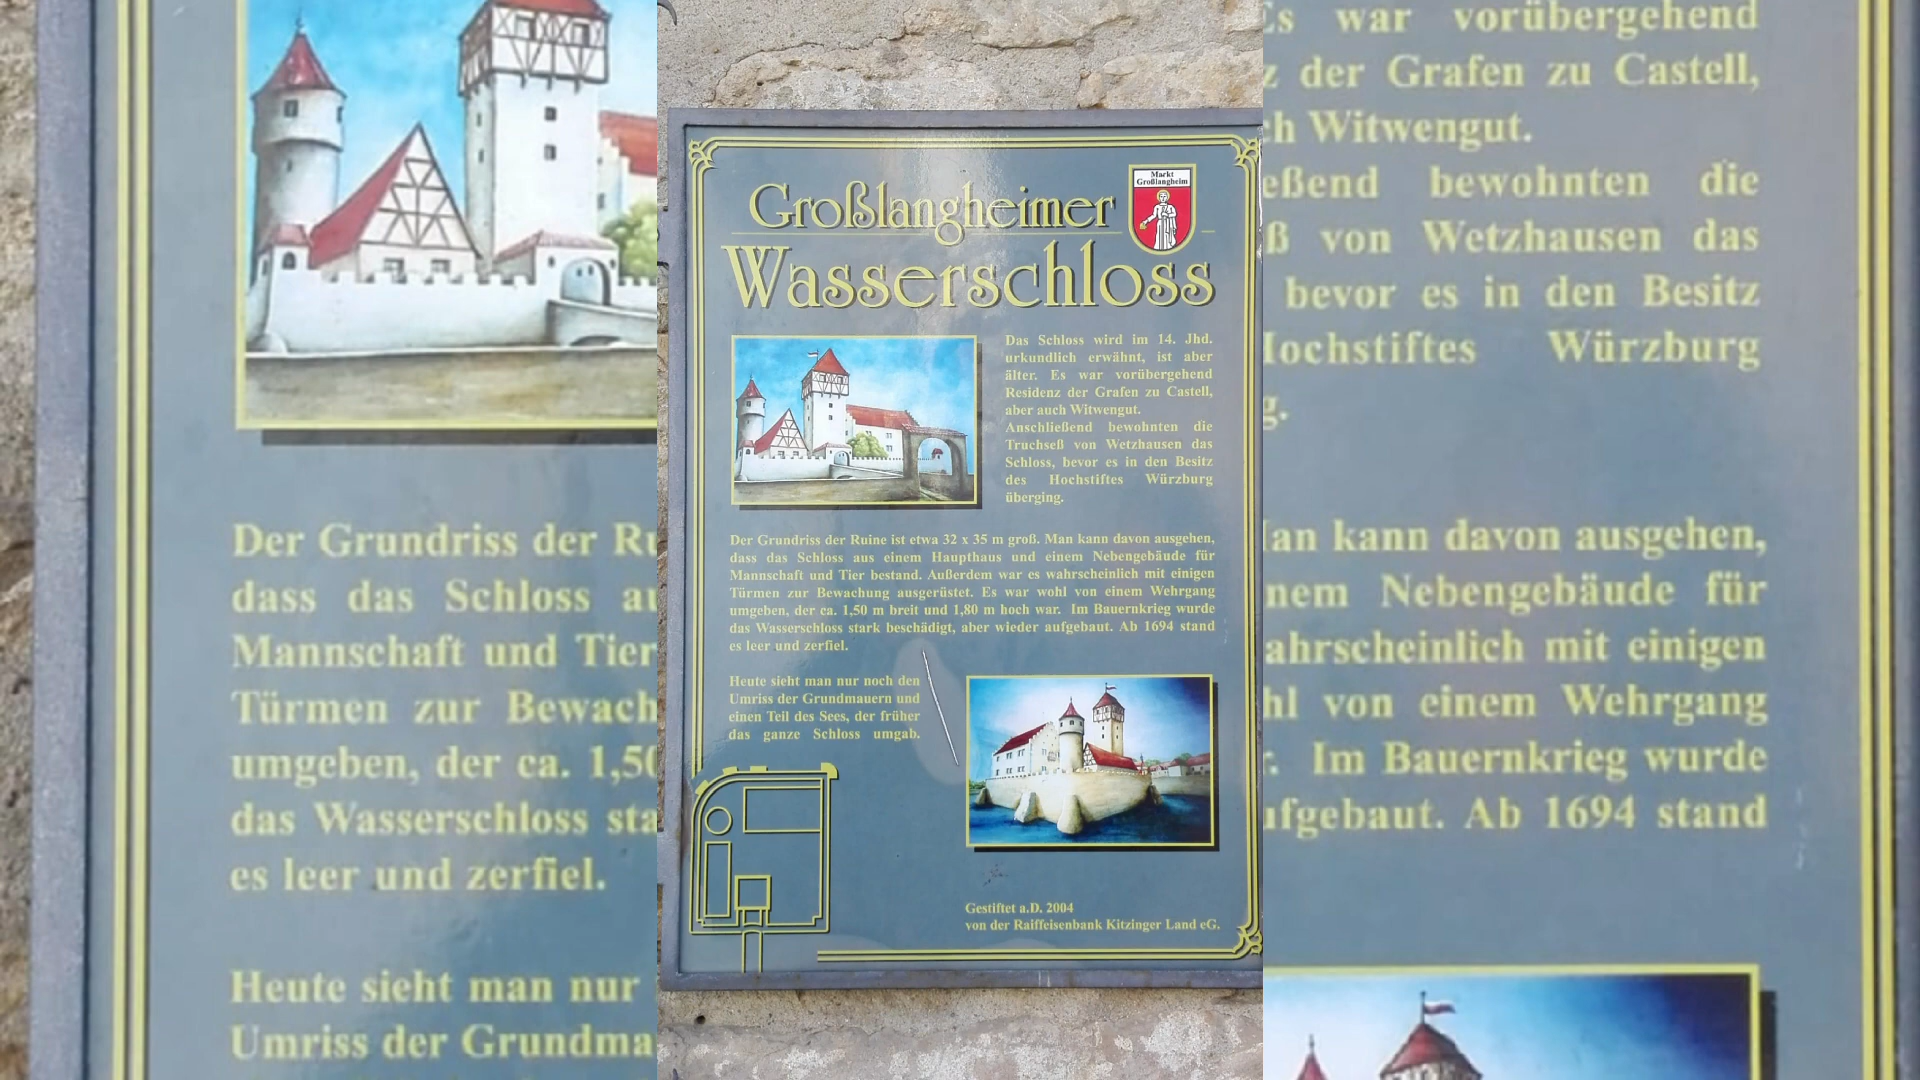 Markt
Großlangheim
Großlangheimer
Wasserschloss
Das Schloss wird im 14. Jhd.
urkundlich erwähnt, ist aber
älter. Es war vorübergehend
Residenz der Grafen zu Castell,
aber auch Witwengut.
Anschließend bewohnten die
Truchseß von Wetzhausen das
Schloss, bevor es in den Besitz
des Hochstiftes Würzburg
überging.
Der Grundriss der Ruine ist etwa 32 x 35 m groß. Man kann davon ausgehen,
dass das Schloss aus einem Haupthaus und einem Nebengebäude für
Mannschaft und Tier bestand. Außerdem war es wahrscheinlich mit einigen
Türmen zur Bewachung ausgerüstet. Es war wohl von einem Wehrgang
umgeben, der ca. 1,50 m breit und 1,80 m hoch war. Im Bauernkrieg wurde
das Wasserschloss stark beschädigt, aber wieder aufgebaut. Ab 1694 stand
es leer und zerfiel.
Heute sieht man nur noch den
Umriss der Grundmauern und
einen Teil des Sees, der früher
das ganze Schloss umgab.
Gestiftet a.D. 2004
von der Raiffeisenbank Kitzinger Land eG.